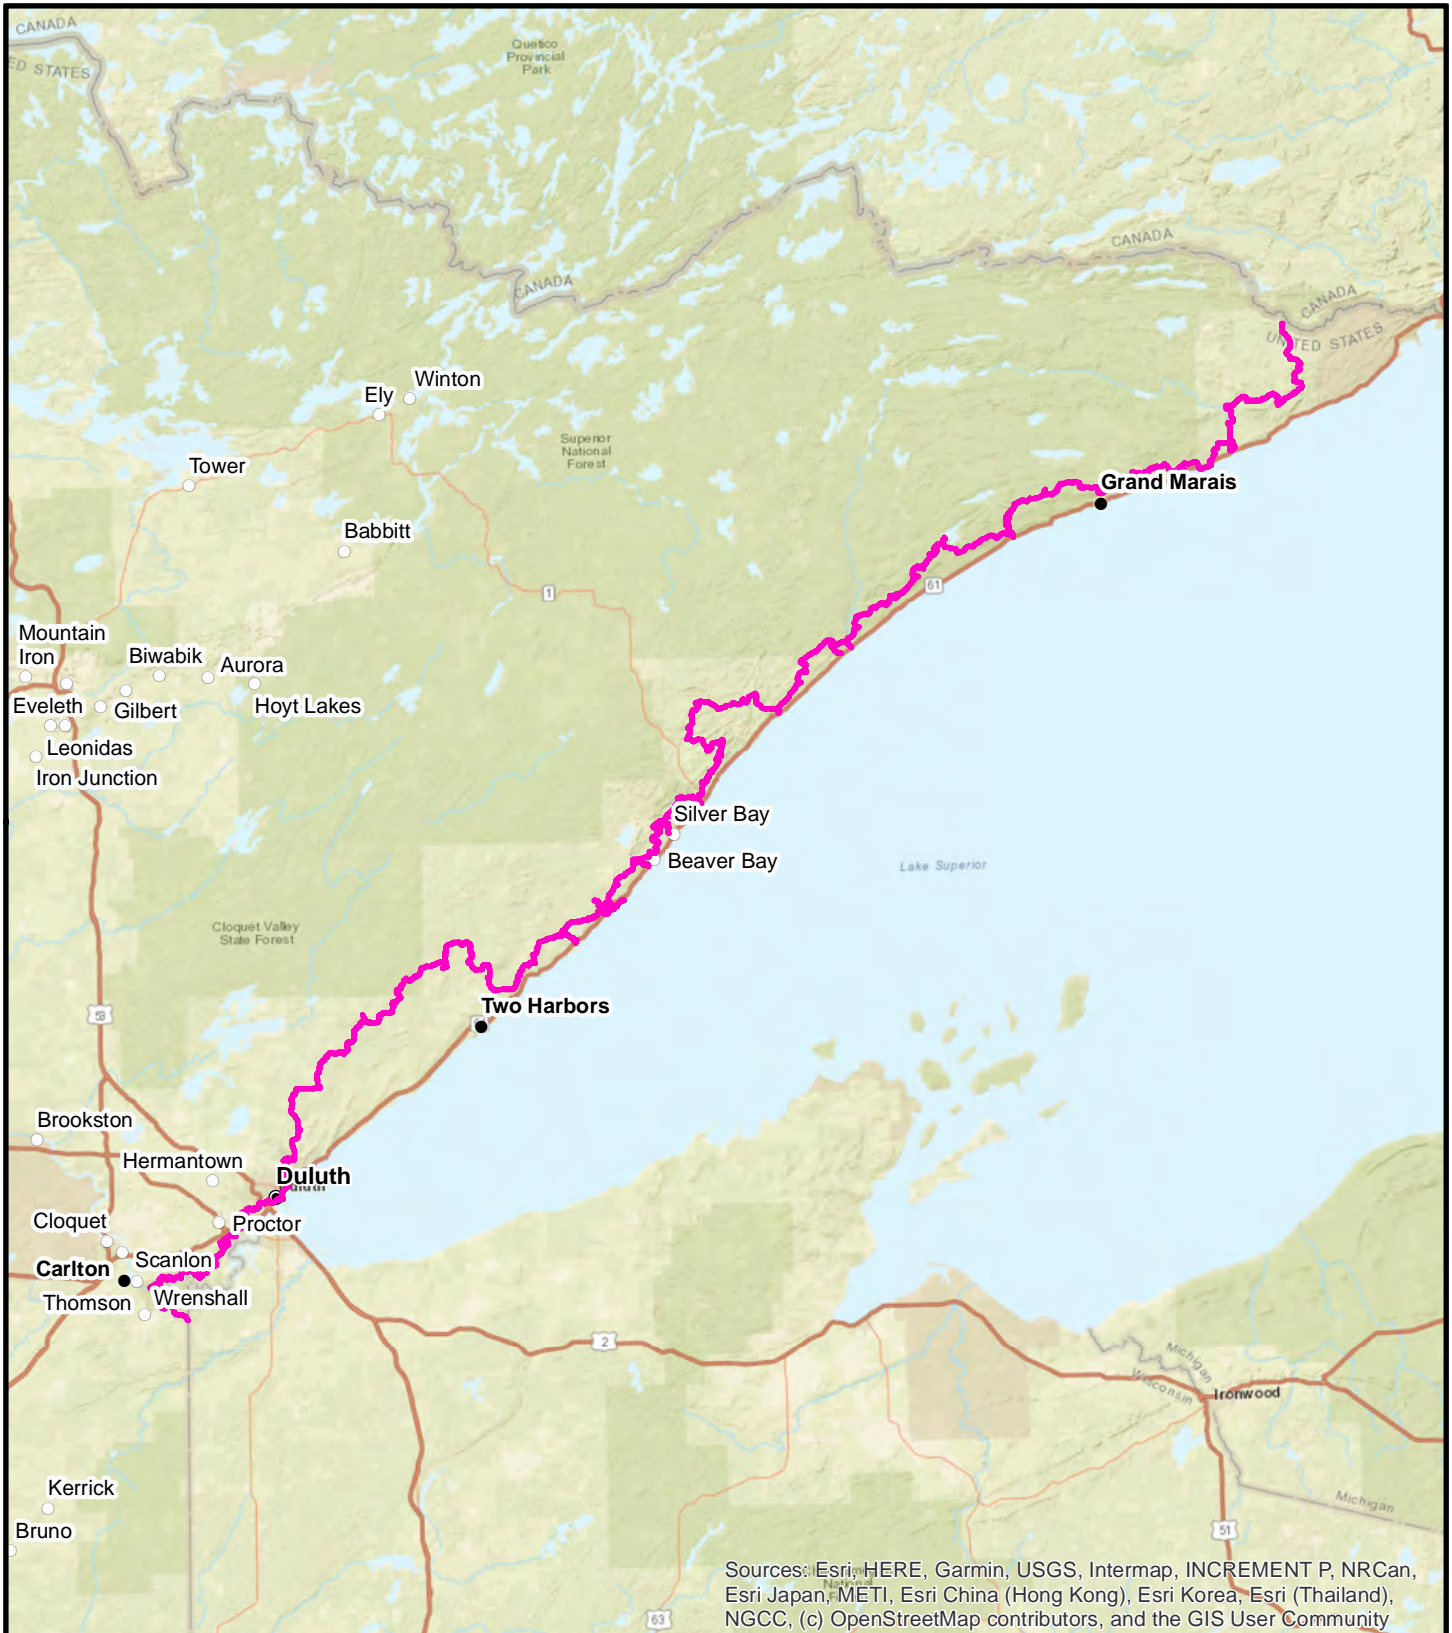 CANADA
ED STATES
Quetico
Provincial
Park
CANADA
CANADA
CANADA
UNITED STATES
Winton
Ely
Superior
National
Forest
Tower
Grand Marais
Babbitt
1
61
Mountain
Iron
Biwabik
Aurora
Eveleth
Gilbert
Hoyt Lakes
Leonidas
Iron Junction
Silver Bay
Beaver Bay
Lake Superior
Cloquet Valley
State Forest
53
Two Harbors
Brookston
Hermantown
Duluth
Cloquet
Proctor
Scanlon
Carlton
Thomson
Wrenshall
2
Michigan
Wisconsin
Ironwood
Kerrick
Michigan
Bruno
51
63
Sources: Esri, HERE, Garmin, USGS, Intermap, INCREMENT P, NRCan,
Esri Japan, METI, Esri China (Hong Kong), Esri Korea, Esri (Thailand),
NGCC, (c) OpenStreetMap contributors, and the GIS User Community